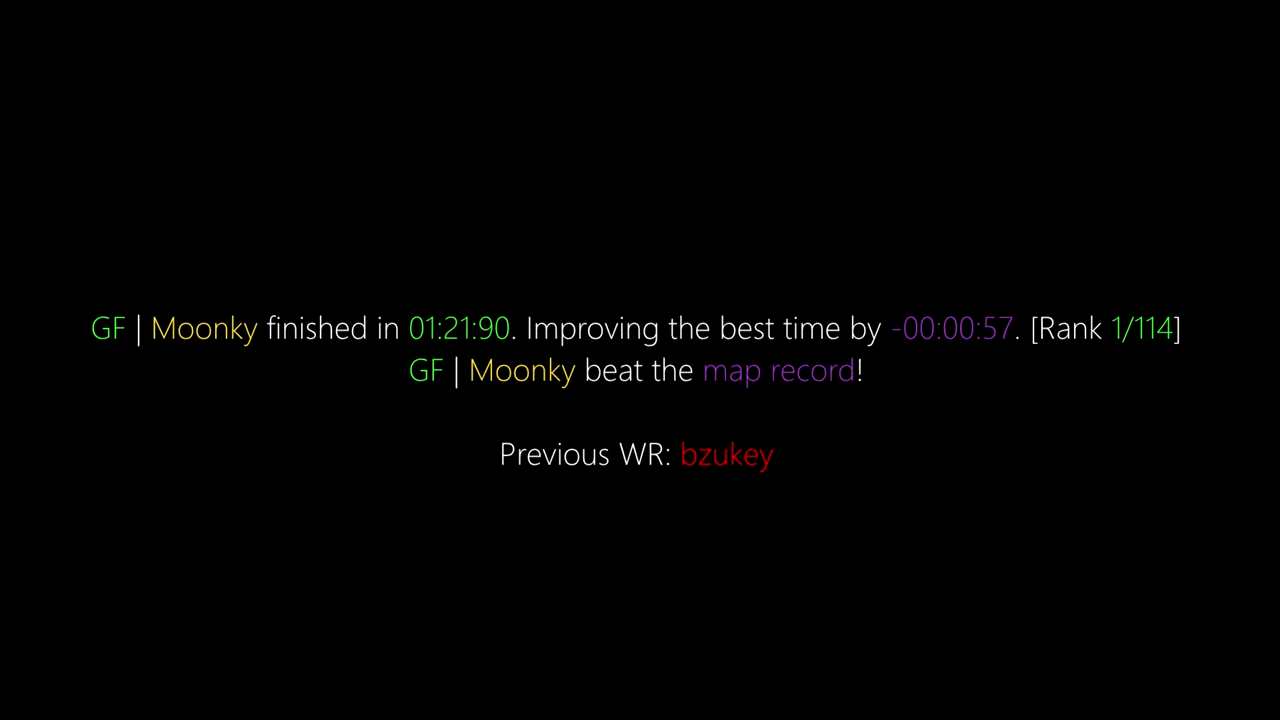 GF | Moonky finished in 01:21:90. Improving the best time by -00:00:57. [Rank 1/114]
GF | Moonky beat the map record!
Previous WR: bzukey